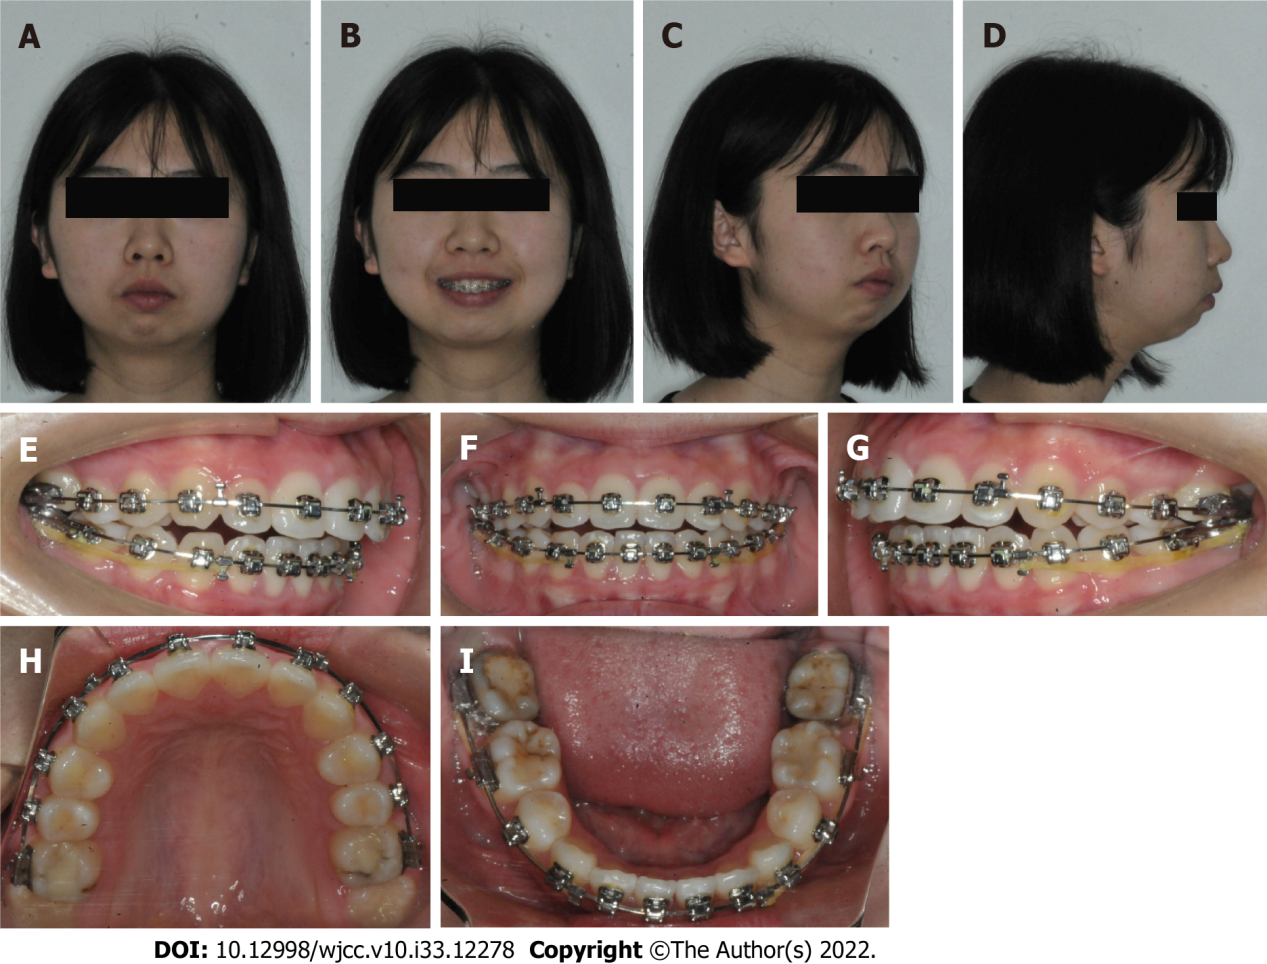 A
B
C
D
E
F
G
H
I
DOI: 10.12998/wjcc.v10.i33.12278 Copyright ©The Author(s) 2022.